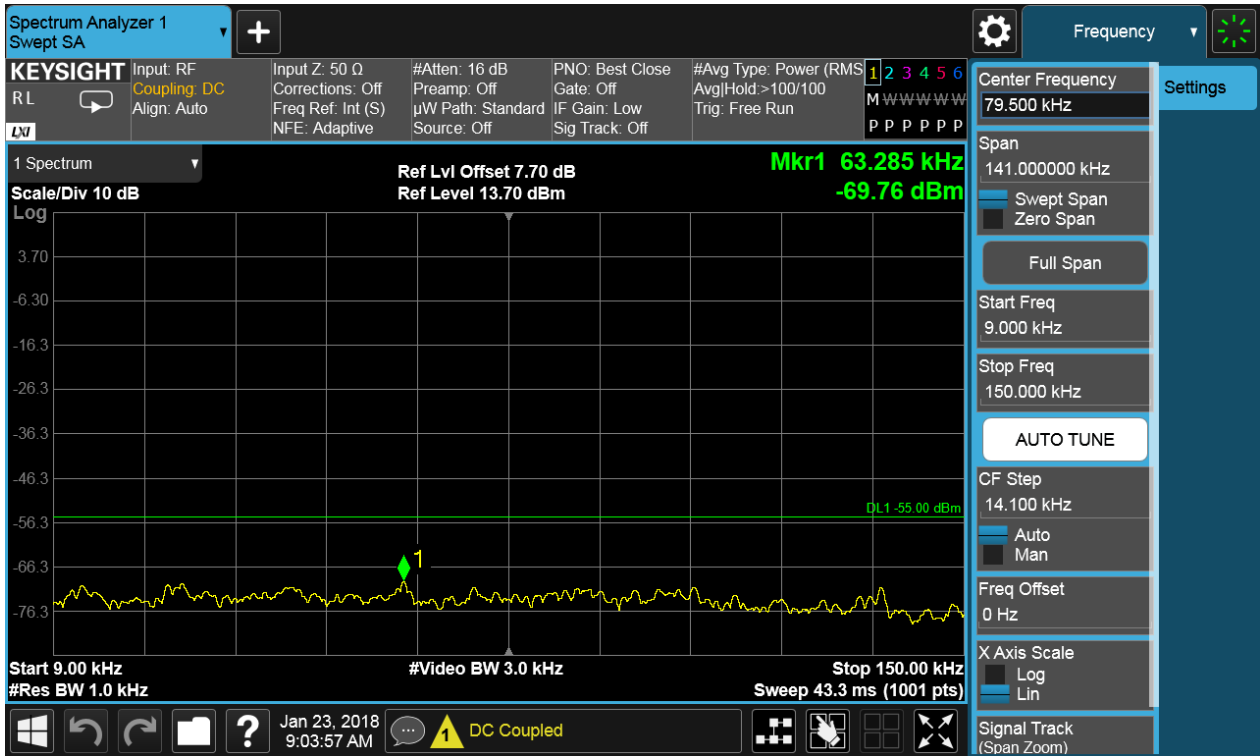 Spectrum Analyzer 1
Swept SA
+
Frequency
KEYSIGHT
RL
LXI
Input: RF
Coupling: DC
Align: Auto
Input Z: 50 Ω
Corrections: Off
Freq Ref: Int (S)
NFE: Adaptive
#Atten: 16 dB
Preamp: Off
µW Path: Standard
Source: Off
PNO: Best Close
Gate: Off
IF Gain: Low
Sig Track: Off
#Avg Type: Power (RMS
Avg|Hold:>100/100
Trig: Free Run
1 2 3 4 5 6
M W W W W W
P P P P P P
1 Spectrum
Scale/Div 10 dB
Log
Ref Lvl Offset 7.70 dB
Ref Level 13.70 dBm
Mkr1 63.285 kHz
-69.76 dBm
3.70
-6.30
-16.3
-26.3
-36.3
-46.3
-56.3
-66.3
-76.3
DL1 -55.00 dBm
1
Start 9.00 kHz
#Res BW 1.0 kHz
#Video BW 3.0 kHz
Stop 150.00 kHz
Sweep 43.3 ms (1001 pts)
Center Frequency
79.500 kHz
Span
141.000000 kHz
Swept Span
Zero Span
Full Span
Start Freq
9.000 kHz
Stop Freq
150.000 kHz
AUTO TUNE
CF Step
14.100 kHz
Auto
Man
Freq Offset
0 Hz
X Axis Scale
Log
Lin
Signal Track
(Span Zoom)
Settings
?
Jan 23, 2018
9:03:57 AM
1
DC Coupled